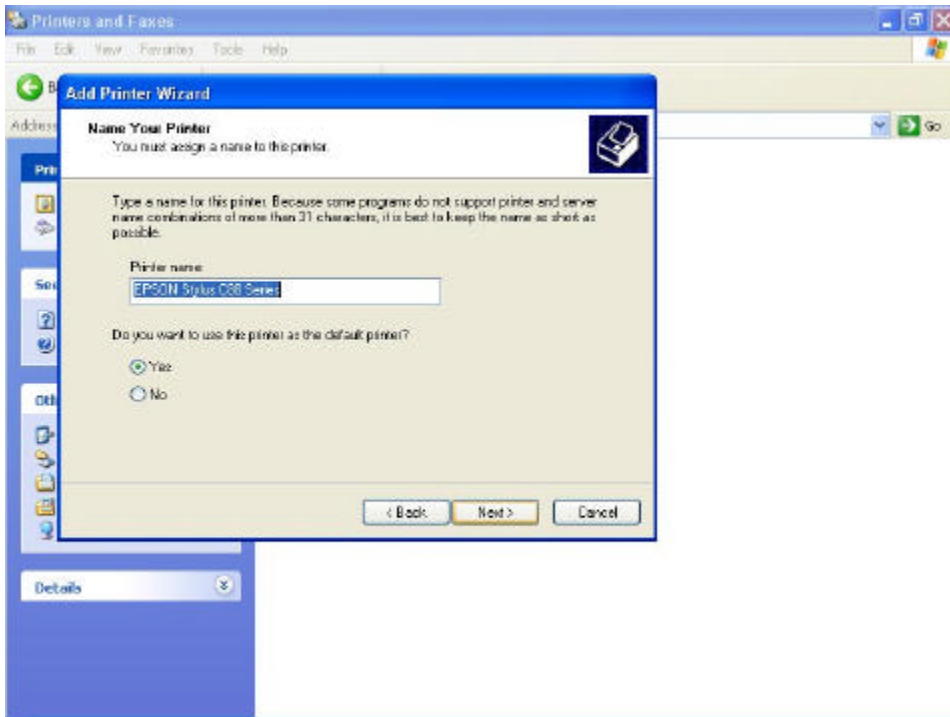 Printers and Faxes
File Edit View Favorites Tools Help
Address
Go
Add Printer Wizard
Name Your Printer
You must assign a name to this printer.
Type a name for this printer. Because some programs do not support printer and server
name combinations of more than 31 characters, it is best to keep the name as short as
possible.
Printer name:
EPSON Stylus C88 Series
Do you want to use this printer as the default printer?
Yes
No
< Back Next > Cancel
Details